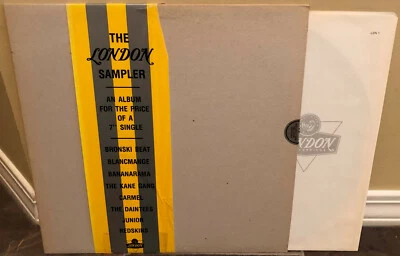 THE
LONDON
SAMPLER
AN ALBUM
FOR THE PRICE
OF A
7" SINGLE
BRONSKI BEAT
BLANCMANGE
BANANARAMA
THE KANE GANG
CARMEL
THE DAINTEES
JUNIOR
REDSKINS
LONDON